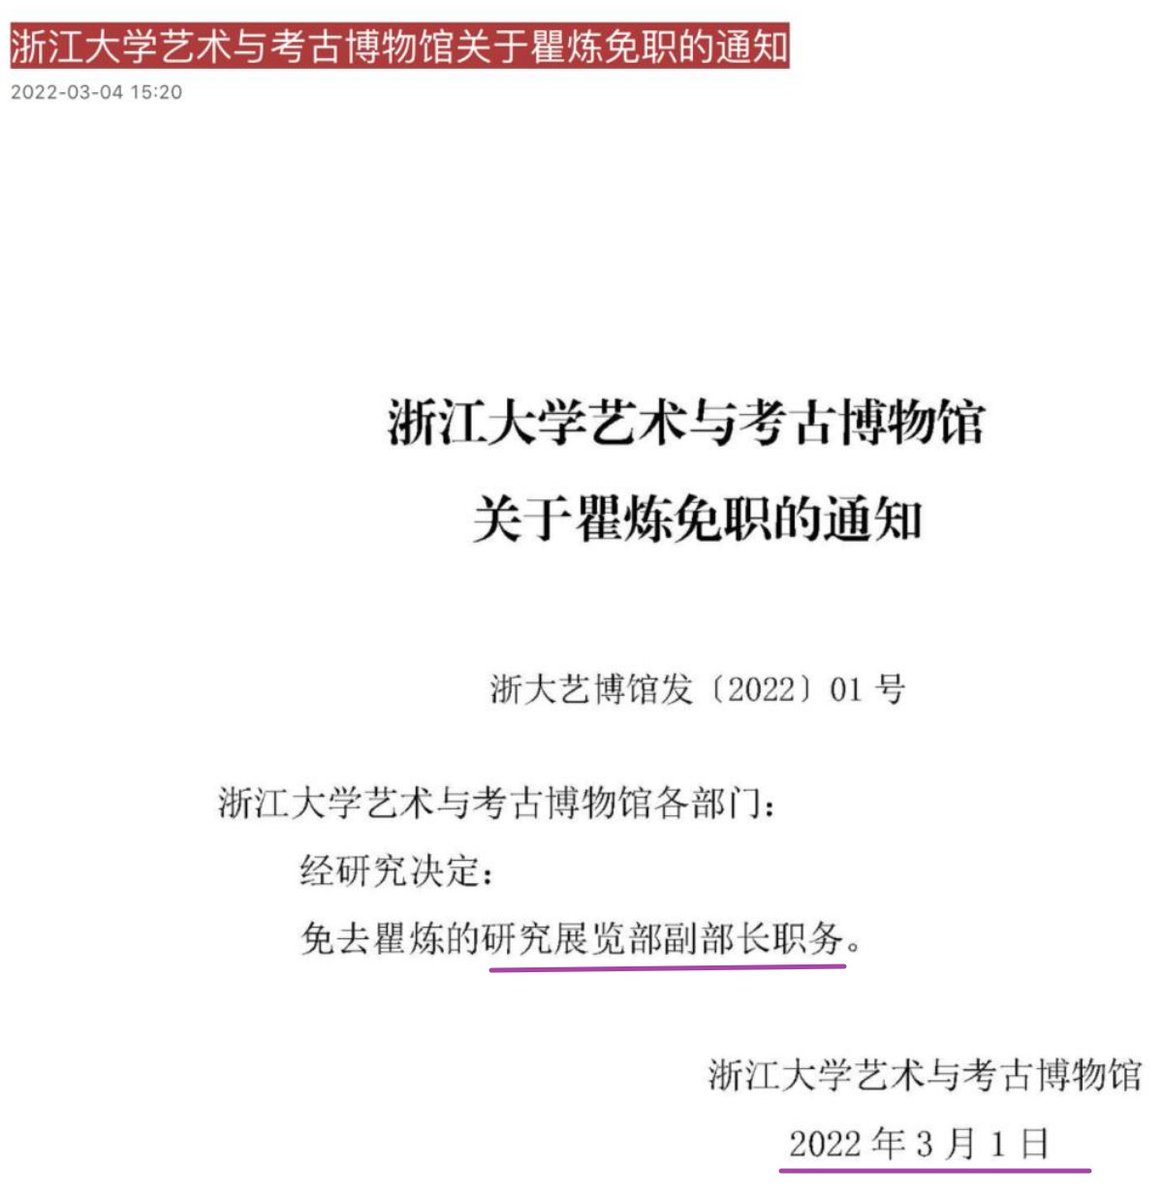 浙江大学艺术与考古博物馆关于瞿炼免职的通知
2022-03-04 15:20
浙江大学艺术与考古博物馆
关于瞿炼免职的通知
浙大艺博馆发〔2022〕01 号
浙江大学艺术与考古博物馆各部门：
经研究决定：
免去瞿炼的研究展览部副部长职务。
浙江大学艺术与考古博物馆
2022 年 3 月 1 日